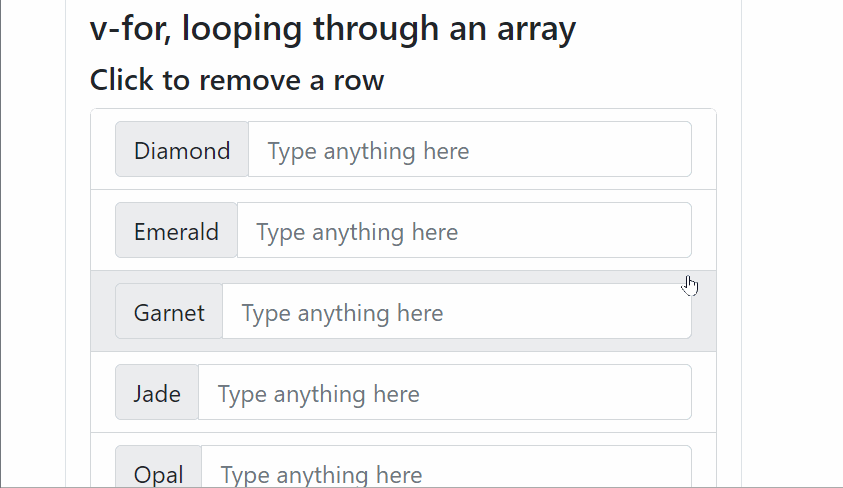 v-for, looping through an array
Click to remove a row
Diamond Type anything here
Emerald Type anything here
Garnet Type anything here
Jade Type anything here
Opal Type anything here